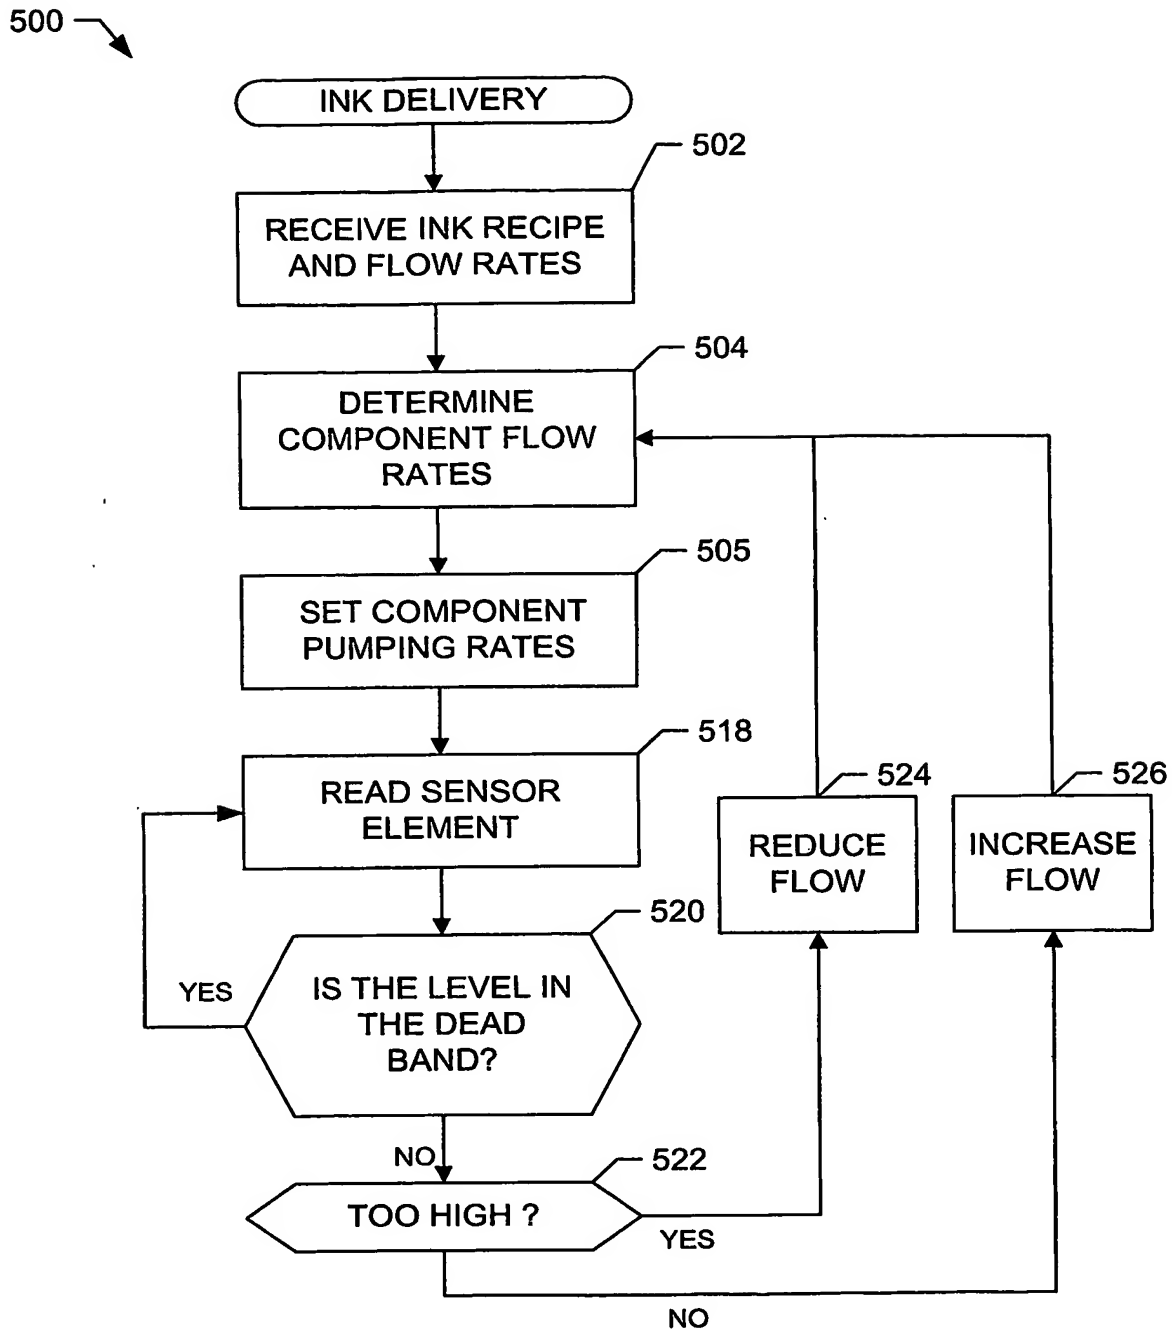 500
INK DELIVERY
502
RECEIVE INK RECIPE
AND FLOW RATES
504
DETERMINE
COMPONENT FLOW
RATES
505
SET COMPONENT
PUMPING RATES
518
READ SENSOR
ELEMENT
524
REDUCE
FLOW
526
INCREASE
FLOW
520
YES
IS THE LEVEL IN
THE DEAD
BAND?
NO
522
TOO HIGH ?
YES
NO